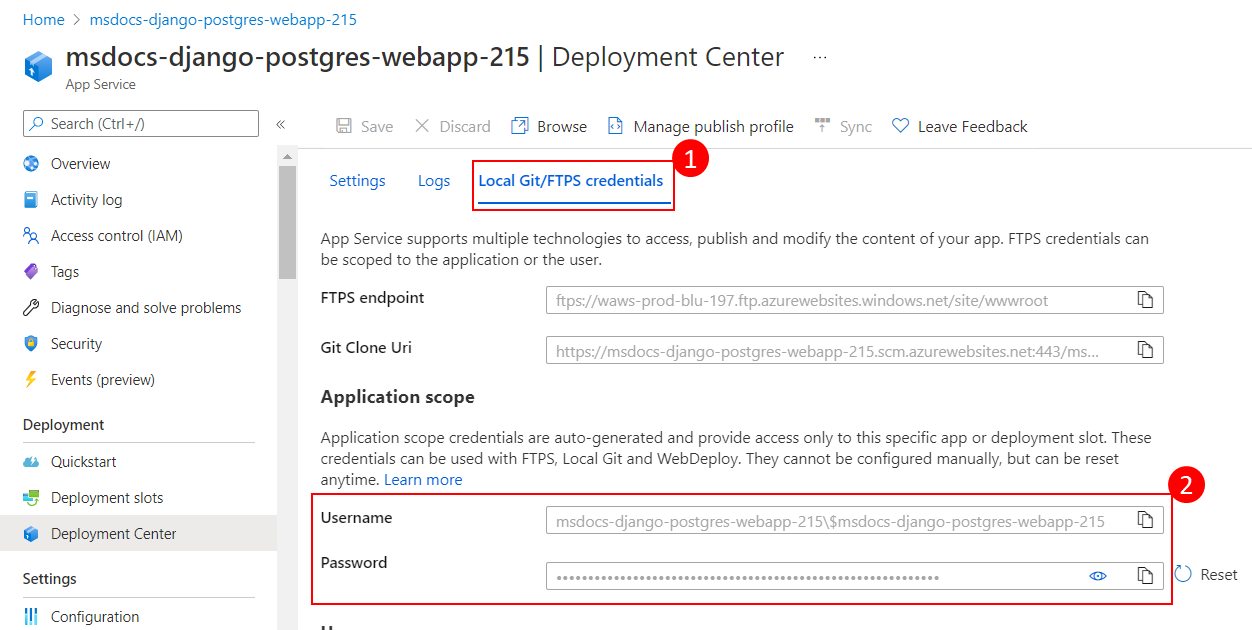 Home > msdocs-django-postgres-webapp-215
msdocs-django-postgres-webapp-215 | Deployment Center ...
App Service
Search (Ctrl+/)
«
Save
Discard
Browse
Manage publish profile
Sync
Leave Feedback
Overview
Activity log
Access control (IAM)
Tags
Diagnose and solve problems
Security
Events (preview)
Deployment
Quickstart
Deployment slots
Deployment Center
Settings
Configuration
Settings
Logs
Local Git/FTPS credentials
1
App Service supports multiple technologies to access, publish and modify the content of your app. FTPS credentials can
be scoped to the application or the user.
FTPS endpoint
ftps://waws-prod-blu-197.ftp.azurewebsites.windows.net/site/wwwroot
Git Clone Uri
https://msdocs-django-postgres-webapp-215.scm.azurewebsites.net:443/ms...
Application scope
Application scope credentials are auto-generated and provide access only to this specific app or deployment slot. These
credentials can be used with FTPS, Local Git and WebDeploy. They cannot be configured manually, but can be reset
anytime. Learn more
2
Username
msdocs-django-postgres-webapp-215\$msdocs-django-postgres-webapp-215
Password
Reset